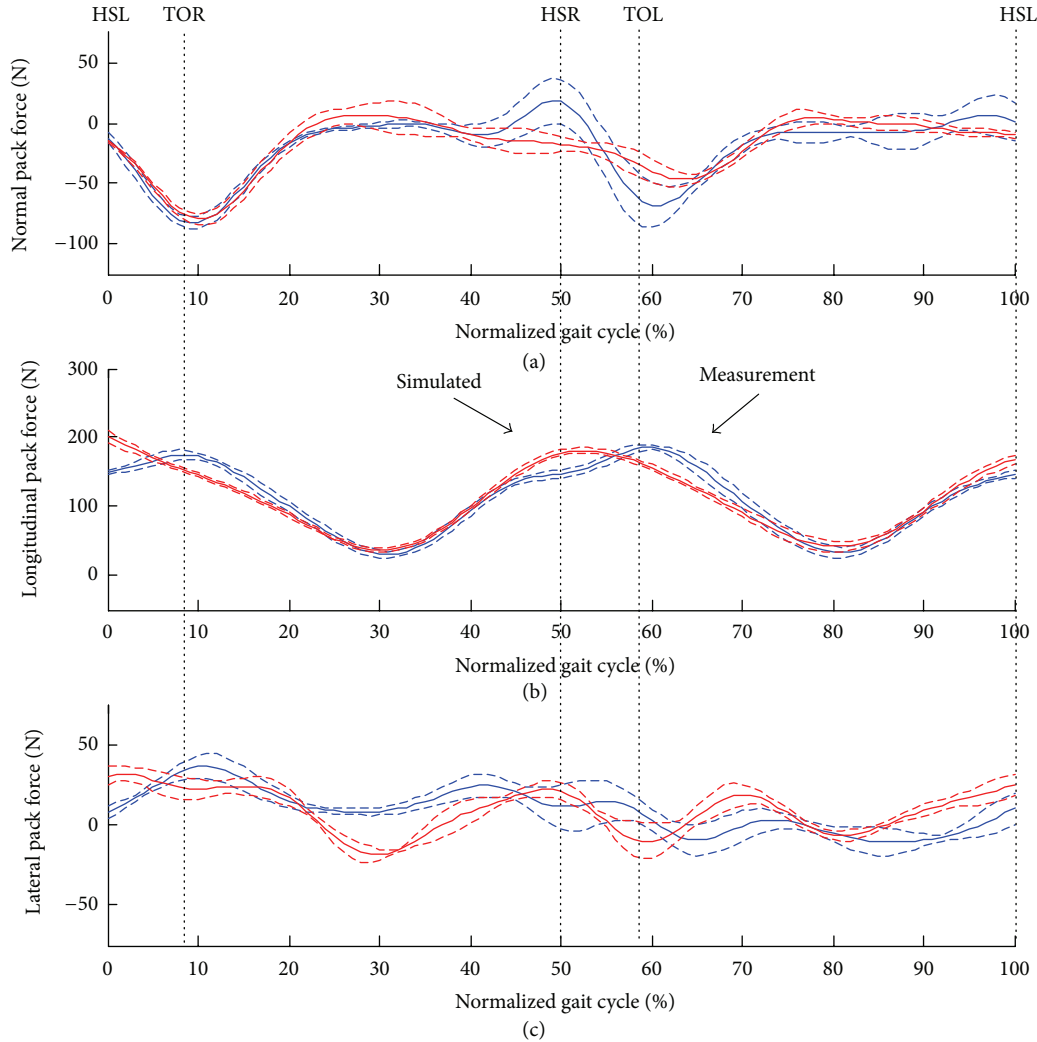 HSL TOR HSR TOL HSL
Normal pack force (N)
50
0
−50
−100
0 10 20 30 40 50 60 70 80 90 100
Normalized gait cycle (%)
(a)
Longitudinal pack force (N)
300
200
100
0
Simulated
Measurement
0 10 20 30 40 50 60 70 80 90 100
Normalized gait cycle (%)
(b)
Lateral pack force (N)
50
0
−50
0 10 20 30 40 50 60 70 80 90 100
Normalized gait cycle (%)
(c)